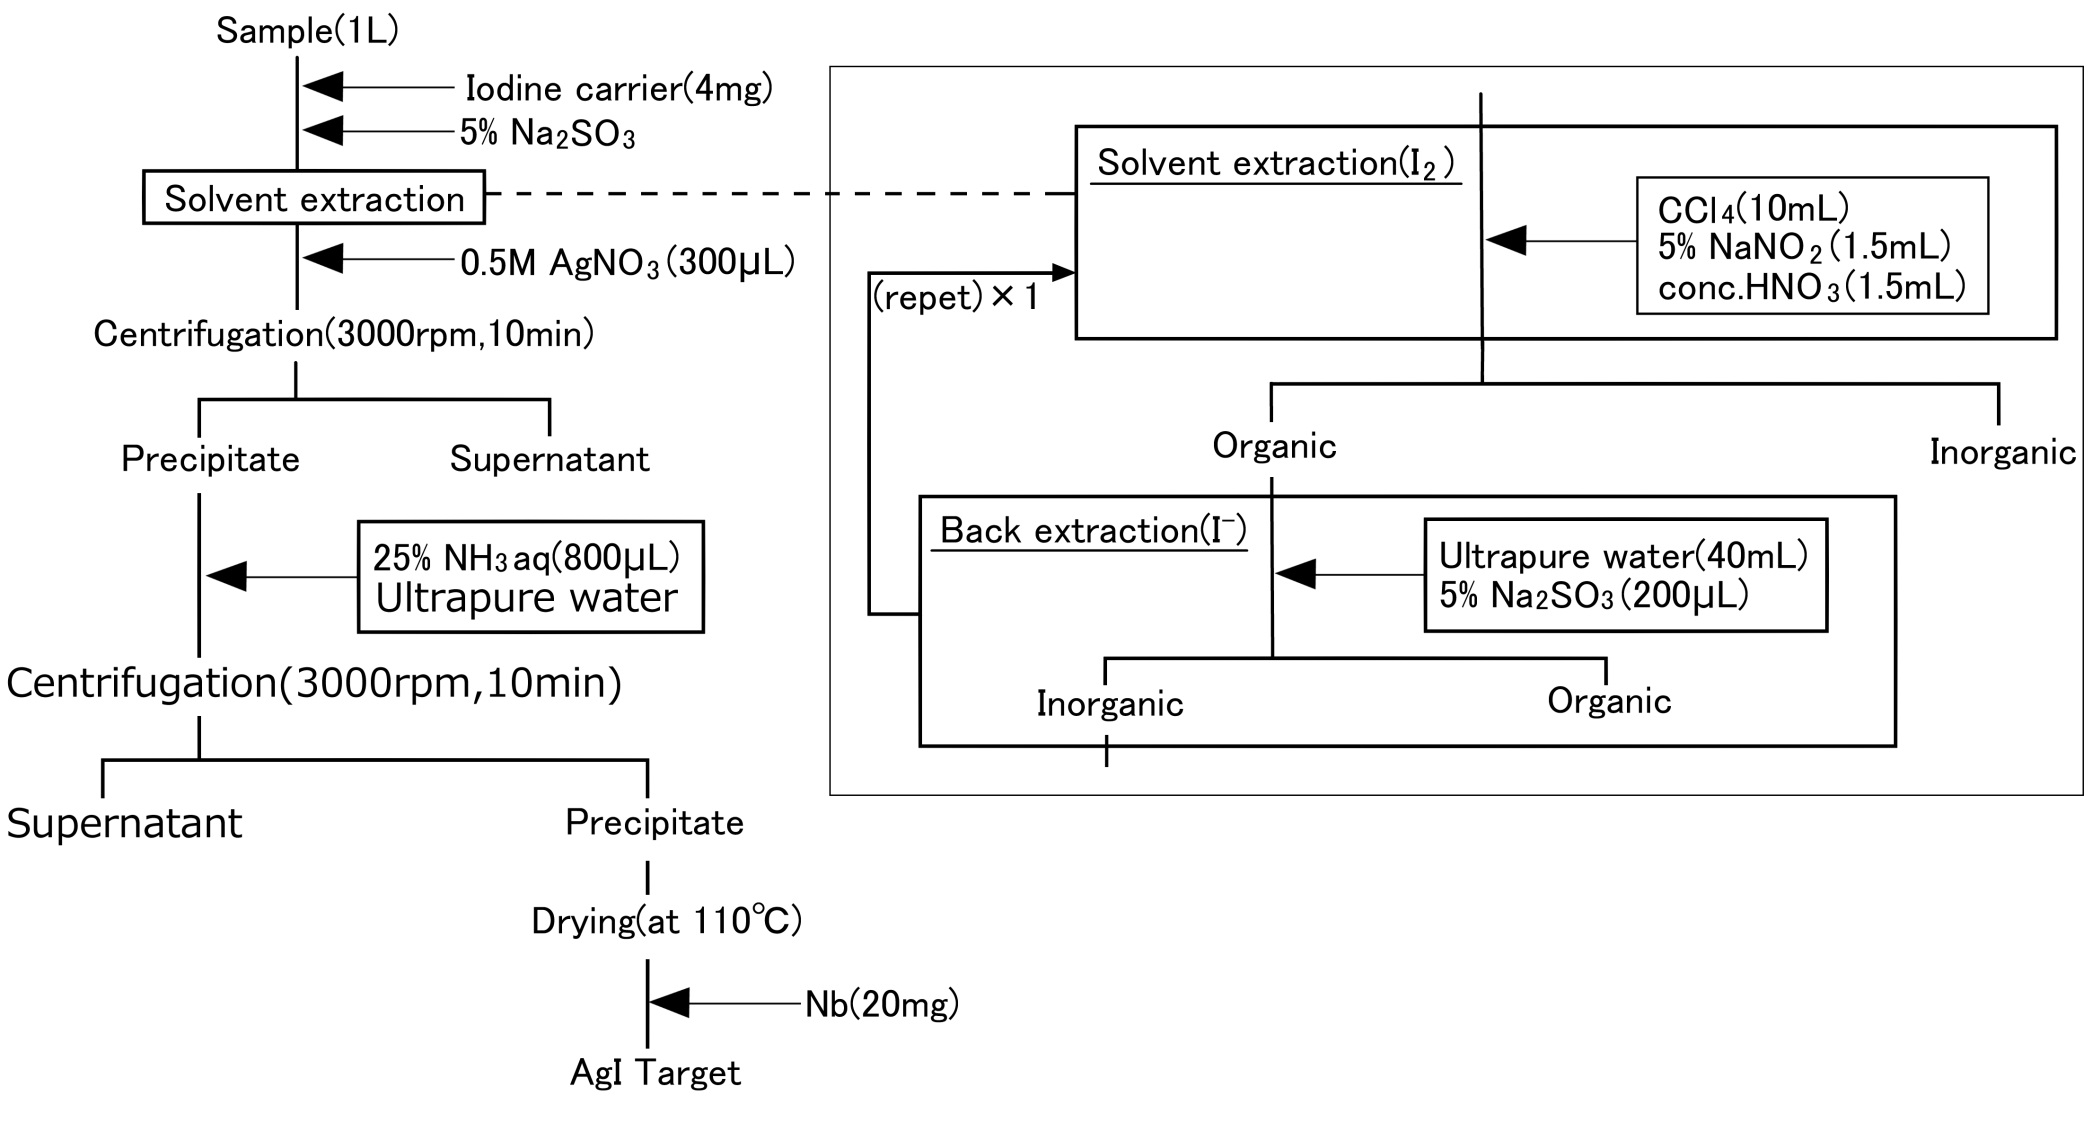 Sample(1L)
Iodine carrier(4mg)
5% Na₂SO₃
Solvent extraction
0.5M AgNO₃(300μL)
Centrifugation(3000rpm,10min)
Precipitate
Supernatant
25% NH₃aq(800μL)
Ultrapure water
Centrifugation(3000rpm,10min)
Supernatant
Precipitate
Drying(at 110℃)
Nb(20mg)
AgI Target
Solvent extraction(I₂)
CCl₄(10mL)
5% NaNO₂(1.5mL)
conc.HNO₃(1.5mL)
(repet)×1
Organic
Inorganic
Back extraction(I⁻)
Ultrapure water(40mL)
5% Na₂SO₃(200μL)
Inorganic
Organic